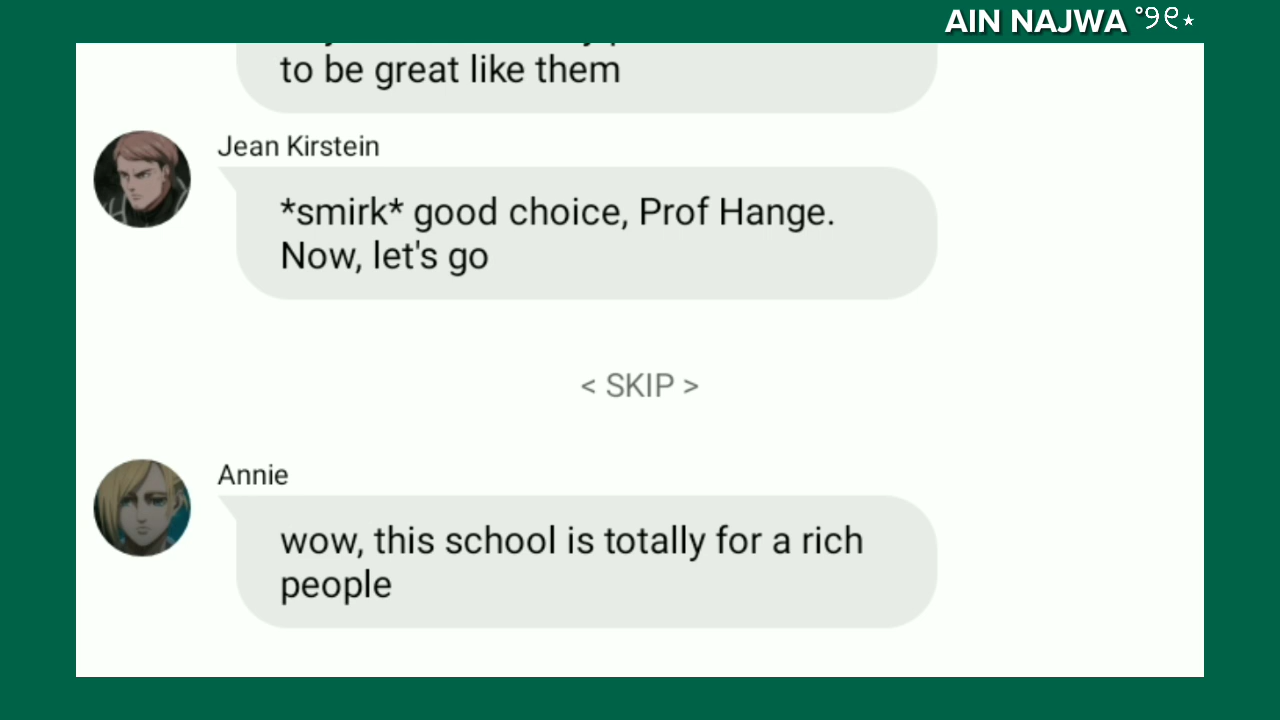 AIN NAJWA °୨୧⋆
to be great like them
Jean Kirstein
*smirk* good choice, Prof Hange.
Now, let's go
< SKIP >
Annie
wow, this school is totally for a rich
people